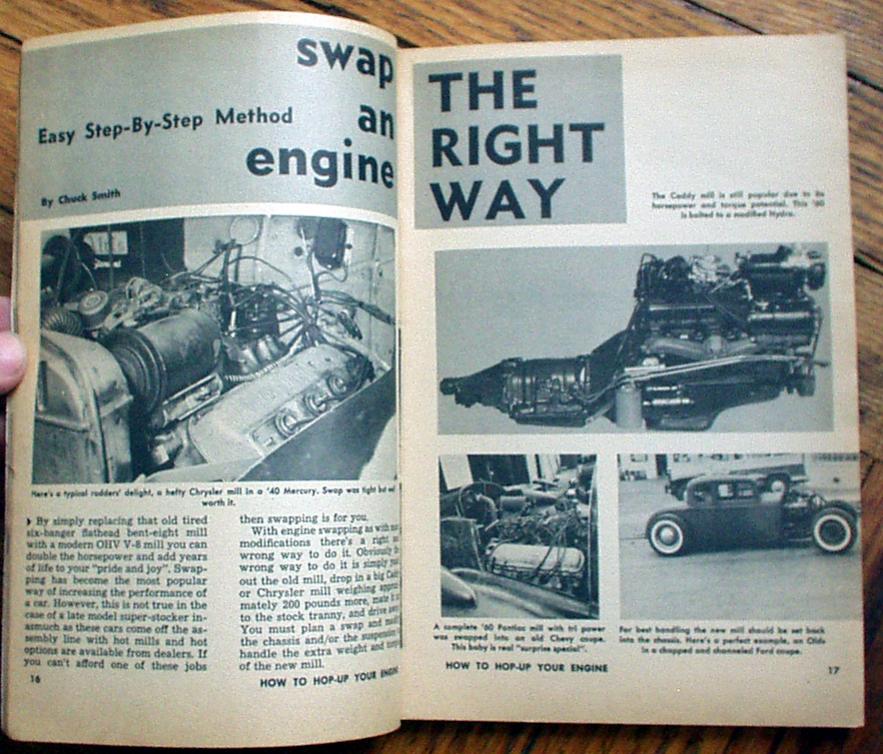 swap
an
engine
Easy Step-By-Step Method
By Chuck Smith
Here's a typical rodders' delight, a hefty Chrysler mill in a '40 Mercury. Swap was tight but
worth it.
By simply replacing that old tired
six-banger flathead bent-eight mill
with a modern OHV V-8 mill you can
double the horsepower and add years
of life to your "pride and joy". Swap-
ping has become the most popular
way of increasing the performance of
a car. However, this is not true in the
case of a late model super-stocker in-
asmuch as these cars come off the as-
sembly line with hot mills and hot
options are available from dealers. If
you can't afford one of these jobs
then swapping is for you.
With engine swapping as with
modifications there's a right
wrong way to do it. Obviously
wrong way to do it is simply
out the old mill, drop in a big
or Chrysler mill weighing
mately 200 pounds more, mate it
to the stock tranny, and drive
You must plan a swap and
the chassis and/or the suspension
handle the extra weight and
of the new mill.
16
HOW TO HOP-UP YOUR ENGINE
THE
RIGHT
WAY
The Caddy mill is still popular due to its
horsepower and torque potential. This '60
is bolted to a modified Hydro.
A complete '60 Pontiac mill with tri power
was swapped into an old Chevy coupe.
This baby is real "surprise special".
For best handling the new mill should be set back
into the chassis. Here's a perfect example, an Olds
in a chopped and channeled Ford coupe.
HOW TO HOP-UP YOUR ENGINE
17